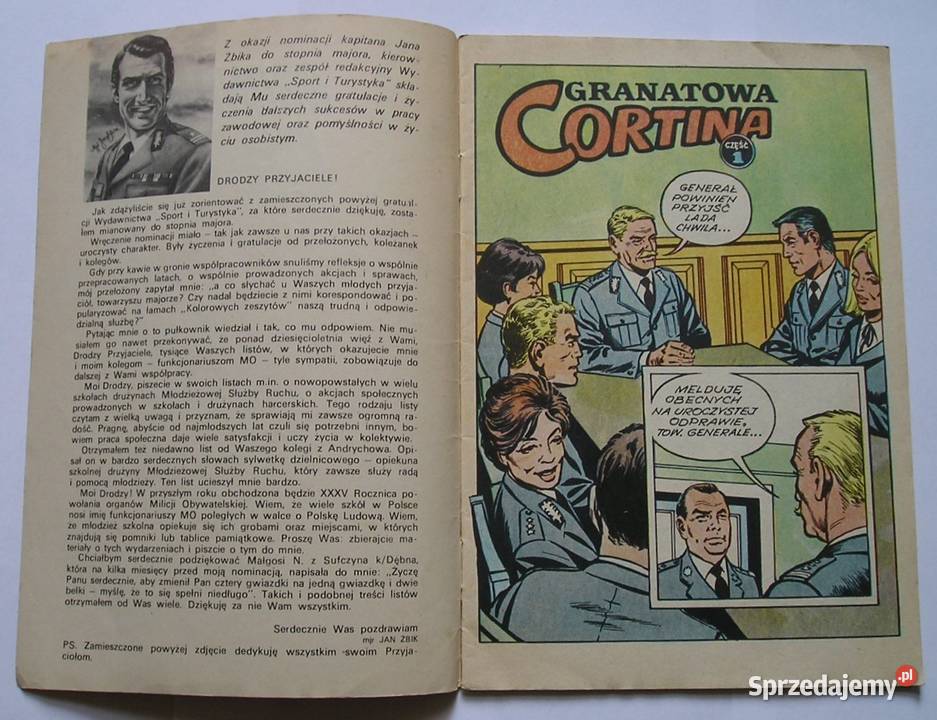 Z okazji nominacji kapitana Jana
Żbika do stopnia majora, kierow-
nictwo oraz zespół redakcyjny Wy-
dawnictwa „Sport i Turystyka" skła-
dają Mu serdeczne gratulacje i ży-
czenia dalszych sukcesów w pracy
zawodowej oraz pomyślności w ży-
ciu osobistym.
DRODZY PRZYJACIELE!
Jak zdążyliście się już zorientować z zamieszczonych powyżej gratul-
cji Wydawnictwa „Sport i Turystyka", za które serdecznie dziękuję, zosta-
łem mianowany do stopnia majora.
Wręczenie nominacji miało – tak jak zawsze u nas przy takich okazjach –
uroczysty charakter. Były życzenia i gratulacje od przełożonych, koleżanek
i kolegów.
Gdy przy kawie w gronie współpracowników snuliśmy refleksje o wspólnie
przepracowanych latach, o wspólnie prowadzonych akcjach i sprawach,
mój przełożony zapytał mnie: „a co słychać u Waszych młodych przyja-
ciół, towarzyszu majorze? Czy nadal będziecie z nimi korespondować i po-
pularyzować na łamach „Kolorowych zeszytów" naszą trudną i odpowie-
dzialną służbę?"
Pytając mnie o to pułkownik wiedział i tak, co mu odpowiem. Nie mu-
siałem go nawet przekonywać, że ponad dziesięcioletnia więź z Wami,
Drodzy Przyjaciele, tysiące Waszych listów, w których okazujecie mnie
i moim kolegom – funkcjonariuszom MO – tyle sympatii, zobowiązuje do
dalszej z Wami współpracy.
Moi Drodzy, piszecie w swoich listach m.in. o nowopowstałych w wielu
szkołach drużynach Młodzieżowej Służby Ruchu, o akcjach społecznych
prowadzonych w szkołach i drużynach harcerskich. Tego rodzaju listy
czytam z wielką uwagą i przyznam, że sprawiają mi zawsze ogromną ra-
dość. Pragnę, abyście od najmłodszych lat czuli się potrzebni innym, bo-
wiem praca społeczna daje wiele satysfakcji i uczy życia w kolektywie.
Otrzymałem też niedawno list od Waszego kolegi z Andrychowa. Opi-
sał on w bardzo serdecznych słowach sylwetkę dzielnicowego – opiekuna
szkolnej drużyny Młodzieżowej Służby Ruchu, który zawsze służy radą
i pomocą młodzieży. Ten list ucieszył mnie bardzo.
Moi Drodzy! W przyszłym roku obchodzona będzie XXXV Rocznica po-
wołania organów Milicji Obywatelskiej. Wiem, że wiele szkół w Polsce
nosi imię funkcjonariuszy MO poległych w walce o Polskę Ludową. Wiem,
że młodzież szkolna opiekuje się ich grobami oraz miejscami, w których
znajdują się pomniki lub tablice pamiątkowe. Proszę Was: zbierajcie ma-
teriały o tych wydarzeniach i piszcie o tym do mnie.
Chciałbym serdecznie podziękować Małgosi N. z Sufczyna k/Dębna,
która na kilka miesięcy przed moją nominacją, napisała do mnie: „Życzę
Panu serdecznie, aby zmienił Pan cztery gwiazdki na jedną gwiazdkę i dwie
belki – myślę, że to się spełni niedługo". Takich i podobnej treści listów
otrzymałem od Was wiele. Dziękuję za nie Wam wszystkim.
Serdecznie Was pozdrawiam
mjr JAN ŻBIK
PS. Zamieszczone powyżej zdjęcie dedykuję wszystkim swoim Przyja-
ciołom.
GRANATOWA
CORTINA
CZĘŚĆ
1
GENERAŁ
POWINIEN
PRZYJŚĆ
LADA
CHWILA...
MELDUJĘ
OBECNYCH
NA UROCZYSTEJ
ODPRAWIE,
TOW. GENERALE...
Sprzedajemy.pl